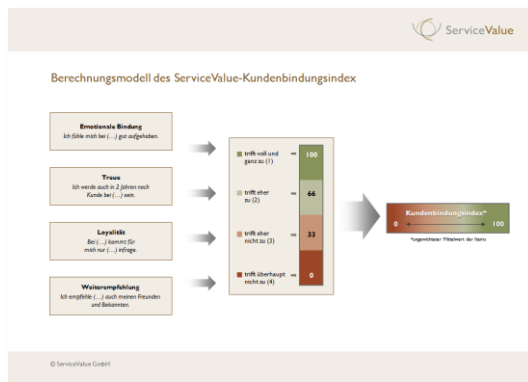 ServiceValue
Berechnungsmodell des ServiceValue-Kundenbindungsindex
Emotionale Bindung
Ich fühle mich bei (...) gut aufgehoben.
Treue
Ich werde auch in 2 Jahren noch
Kunde bei (...) sein.
Loyalität
Bei (...) kommt für
mich nur (...) infrage.
Weiterempfehlung
Ich empfehle (...) auch meinen Freunden
und Bekannten.
trifft voll und
ganz zu (1)
= 100
trifft eher
zu (2)
= 66
trifft eher
nicht zu (3)
= 33
trifft überhaupt
nicht zu (4)
= 0
Kundenbindungsindex*
0
100
*ungewichteter Mittelwert der Items
© ServiceValue GmbH